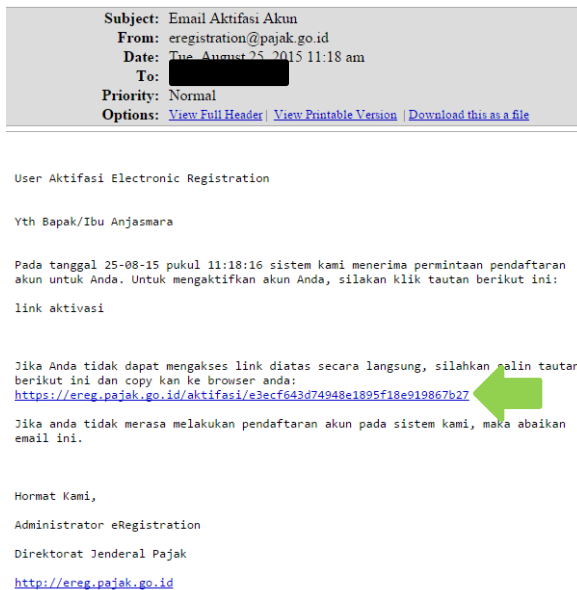 Subject: Email Aktifasi Akun
From: eregistration@pajak.go.id
Date: Tue, August 25, 2015 11:18 am
To:
Priority: Normal
Options: View Full Header | View Printable Version | Download this as a file
User Aktifasi Electronic Registration
Yth Bapak/Ibu Anjasmara
Pada tanggal 25-08-15 pukul 11:18:16 sistem kami menerima permintaan pendaftaran
akun untuk Anda. Untuk mengaktifkan akun Anda, silakan klik tautan berikut ini:
link aktivasi
Jika Anda tidak dapat mengakses link diatas secara langsung, silahkan salin tautan
berikut ini dan copy kan ke browser anda:
https://ereg.pajak.go.id/aktifasi/e3ecf643d74948e1895f18e919867b27
Jika anda tidak merasa melakukan pendaftaran akun pada sistem kami, maka abaikan
email ini.
Hormat Kami,
Administrator eRegistration
Direktorat Jenderal Pajak
http://ereg.pajak.go.id